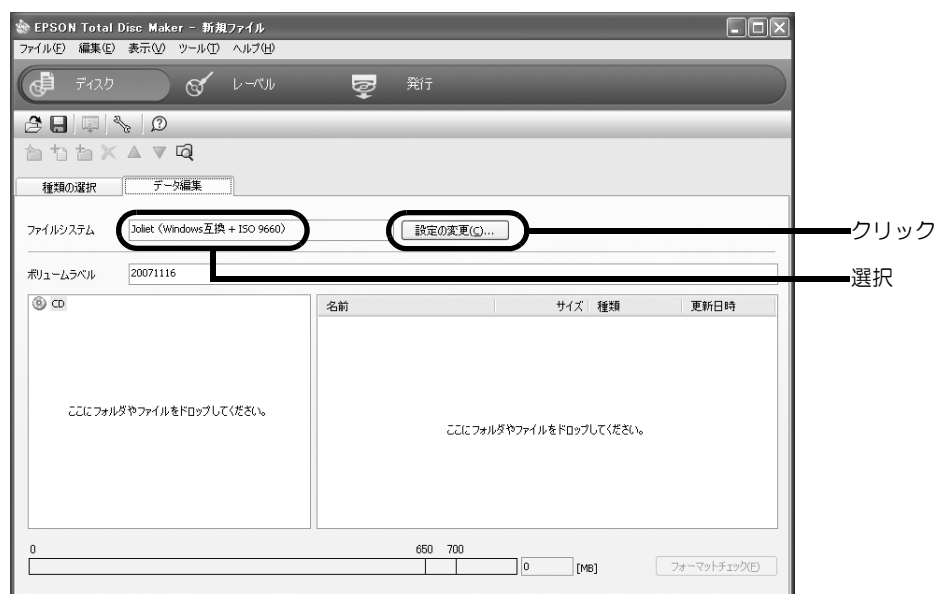 EPSON Total Disc Maker - 新規ファイル
ファイル(F) 編集(E) 表示(V) ツール(T) ヘルプ(H)
ディスク レーベル 発行
種類の選択 データ編集
ファイルシステム Joliet (Windows互換 + ISO 9660) 設定の変更(C)... クリック
ボリュームラベル 20071116 選択
CD 名前 サイズ 種類 更新日時
ここにフォルダやファイルをドロップしてください。
ここにフォルダやファイルをドロップしてください。
0 650 700
0 [MB] フォーマットチェック(F)